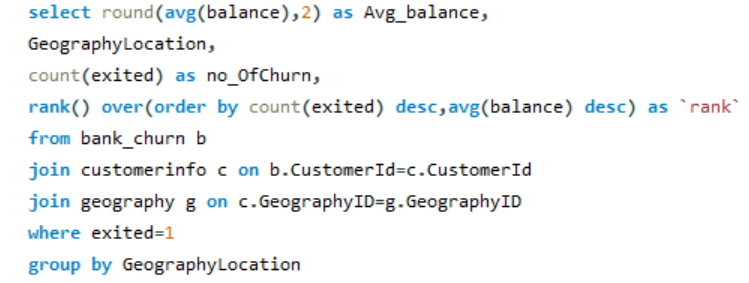 select round(avg(balance),2) as Avg_balance,
GeographyLocation,
count(exited) as no_OfChurn,
rank() over(order by count(exited) desc,avg(balance) desc) as `rank`
from bank_churn b
join customerinfo c on b.CustomerId=c.CustomerId
join geography g on c.GeographyID=g.GeographyID
where exited=1
group by GeographyLocation